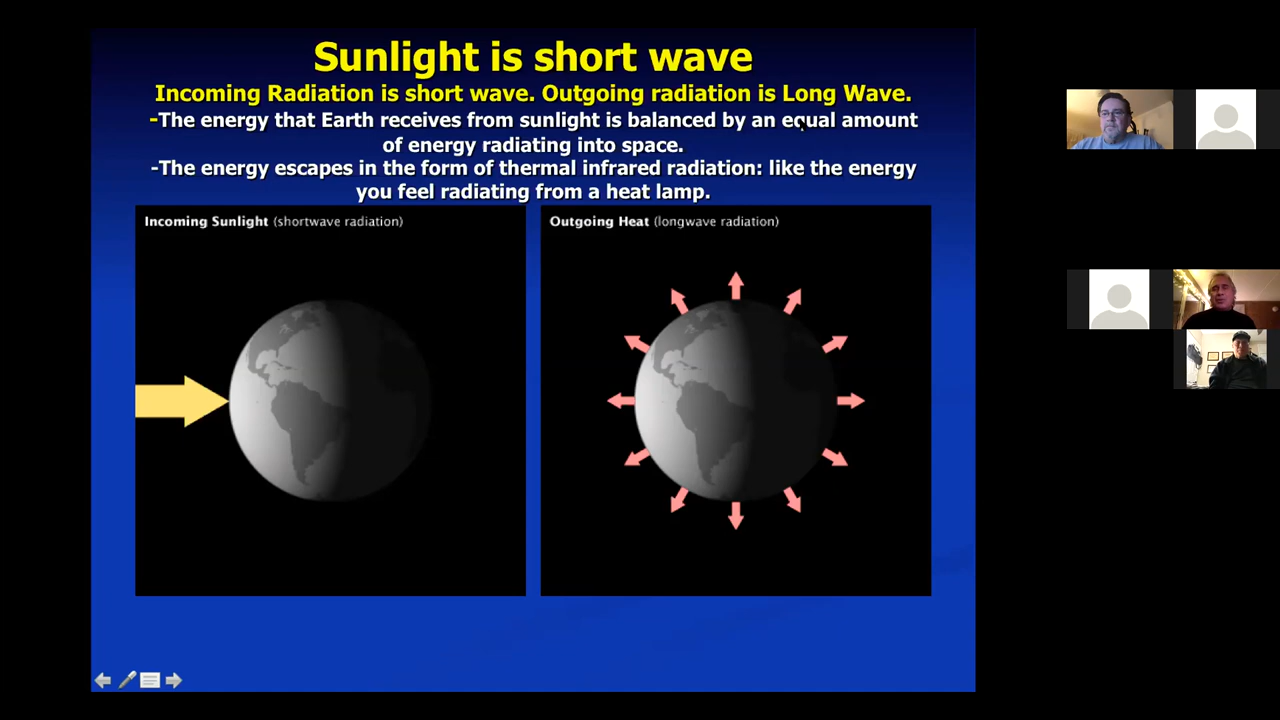 Sunlight is short wave
Incoming Radiation is short wave. Outgoing radiation is Long Wave.
-The energy that Earth receives from sunlight is balanced by an equal amount
of energy radiating into space.
-The energy escapes in the form of thermal infrared radiation: like the energy
you feel radiating from a heat lamp.
Incoming Sunlight (shortwave radiation)
Outgoing Heat (longwave radiation)